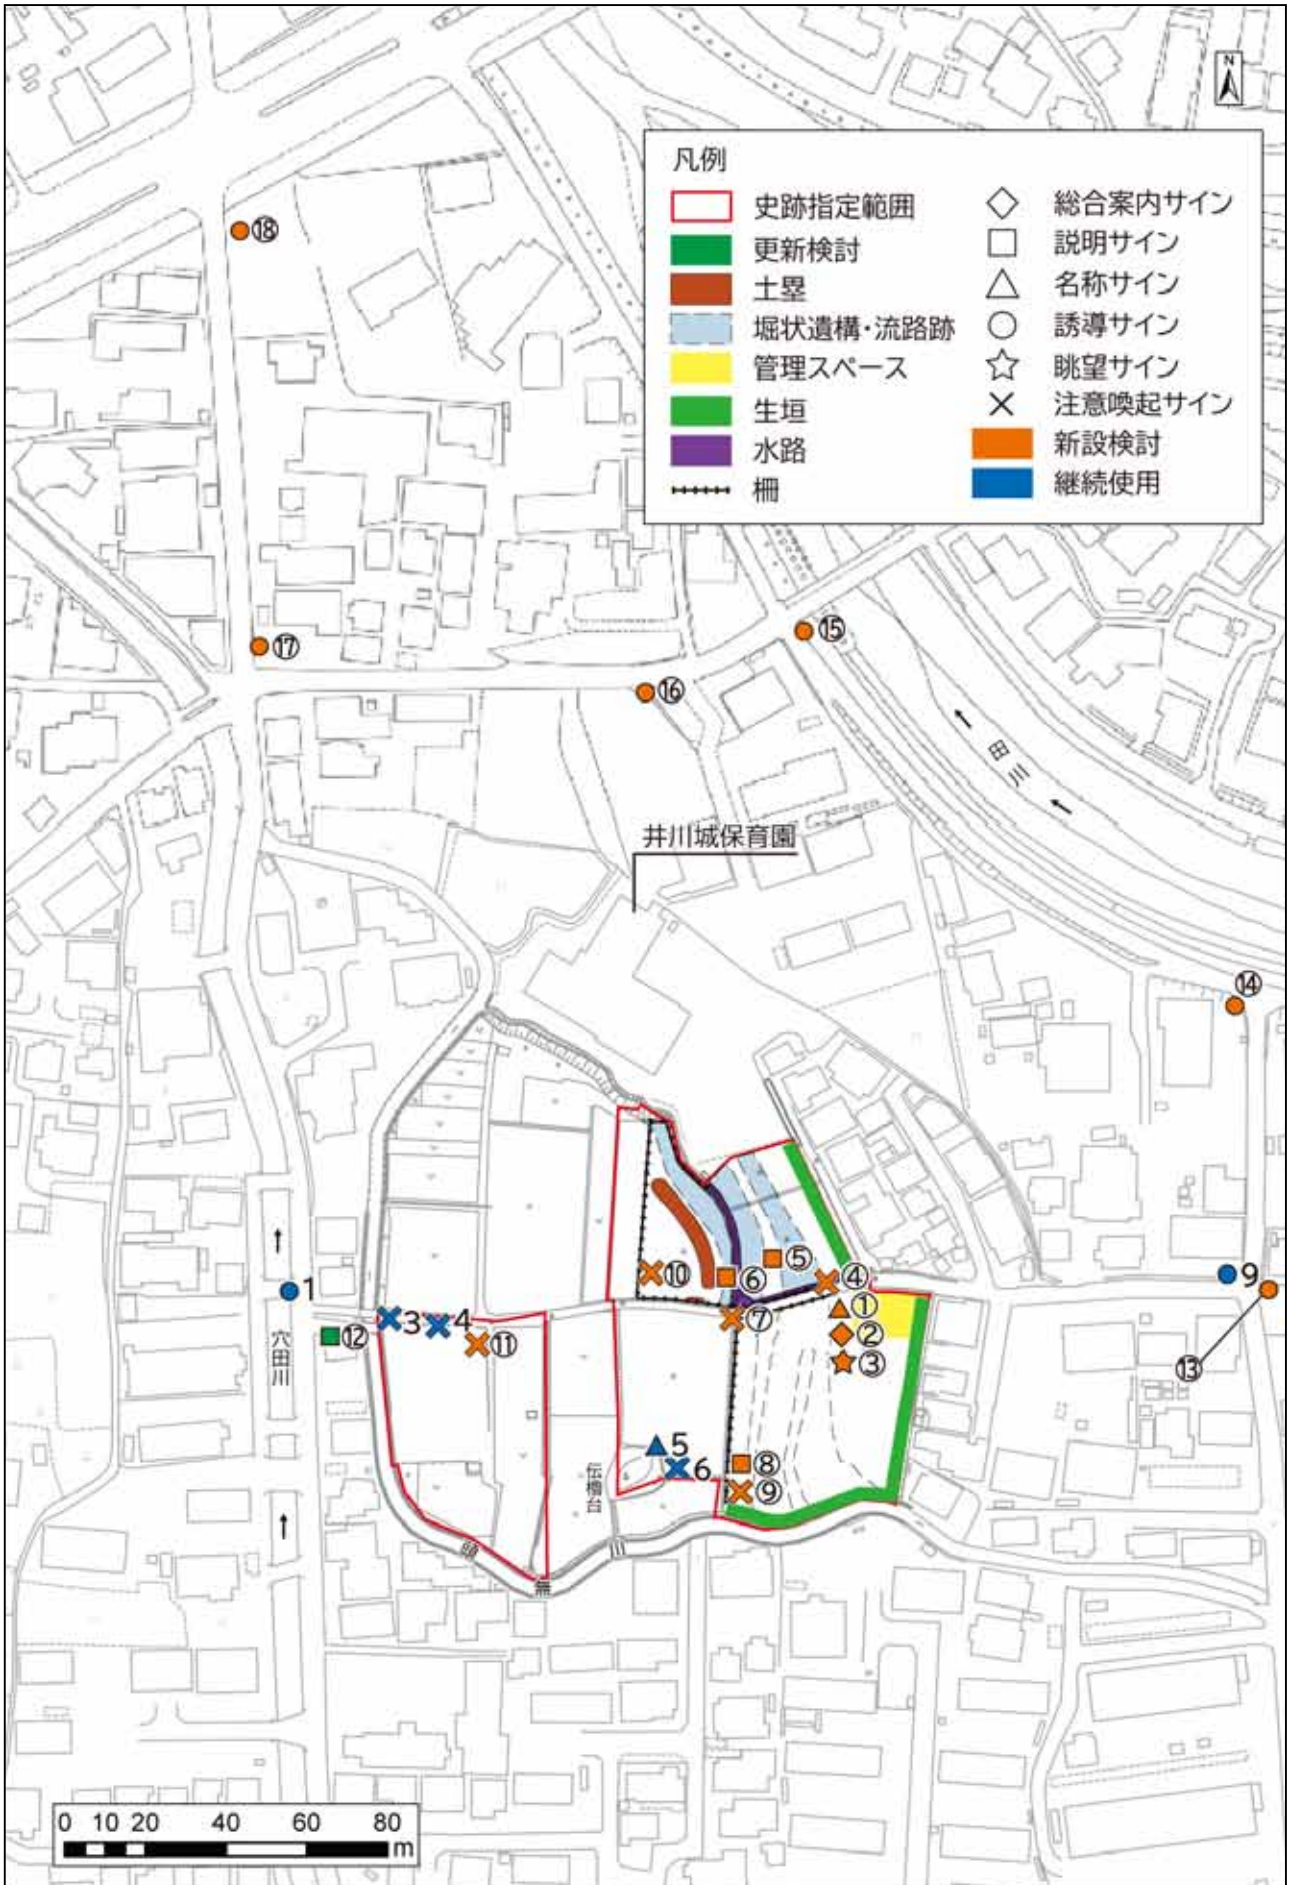 N
凡例
史跡指定範囲
更新検討
土塁
堀状遺構・流路跡
管理スペース
生垣
水路
柵
総合案内サイン
説明サイン
名称サイン
誘導サイン
眺望サイン
注意喚起サイン
新設検討
継続使用
⑱
⑰
⑮
⑯
田川
井川城保育園
⑭
⑩
⑥
⑤
④
9
1
3
4
⑪
⑫
⑦
①
②
③
⑬
穴田川
5
6
⑧
⑨
伝櫓台
頭
無
川
0 10 20 40 60 80
m